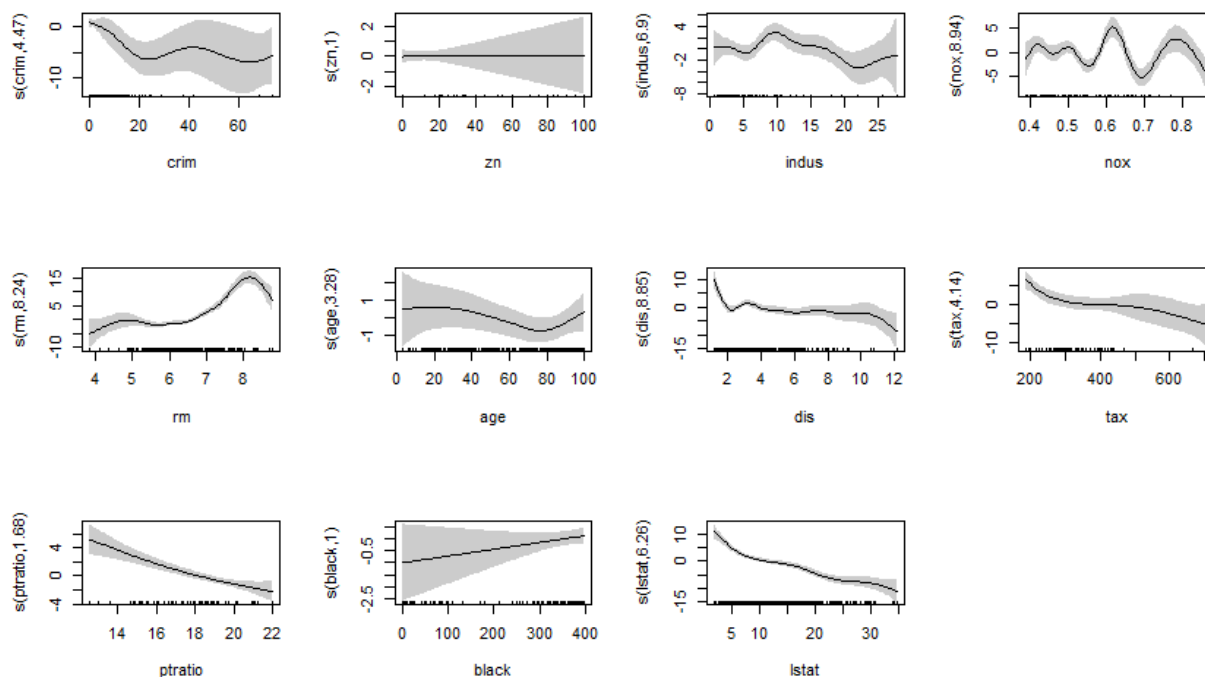 s(crim,4.47)
0
-10
0 20 40 60
crim
s(zn,1)
2
0
-2
0 20 40 60 80 100
zn
s(indus,6.9)
4
-2
-8
0 5 10 15 20 25
indus
s(nox,8.94)
5
0
-5
0.4 0.5 0.6 0.7 0.8
nox
s(rm,8.24)
15
5
-10
4 5 6 7 8
rm
s(age,3.28)
1
-1
0 20 40 60 80 100
age
s(dis,8.85)
10
0
-15
2 4 6 8 10 12
dis
s(tax,4.14)
0
-10
200 400 600
tax
s(ptratio,1.68)
4
0
-4
14 16 18 20 22
ptratio
s(black,1)
-0.5
-2.5
0 100 200 300 400
black
s(lstat,6.26)
10
0
-15
5 10 20 30
lstat